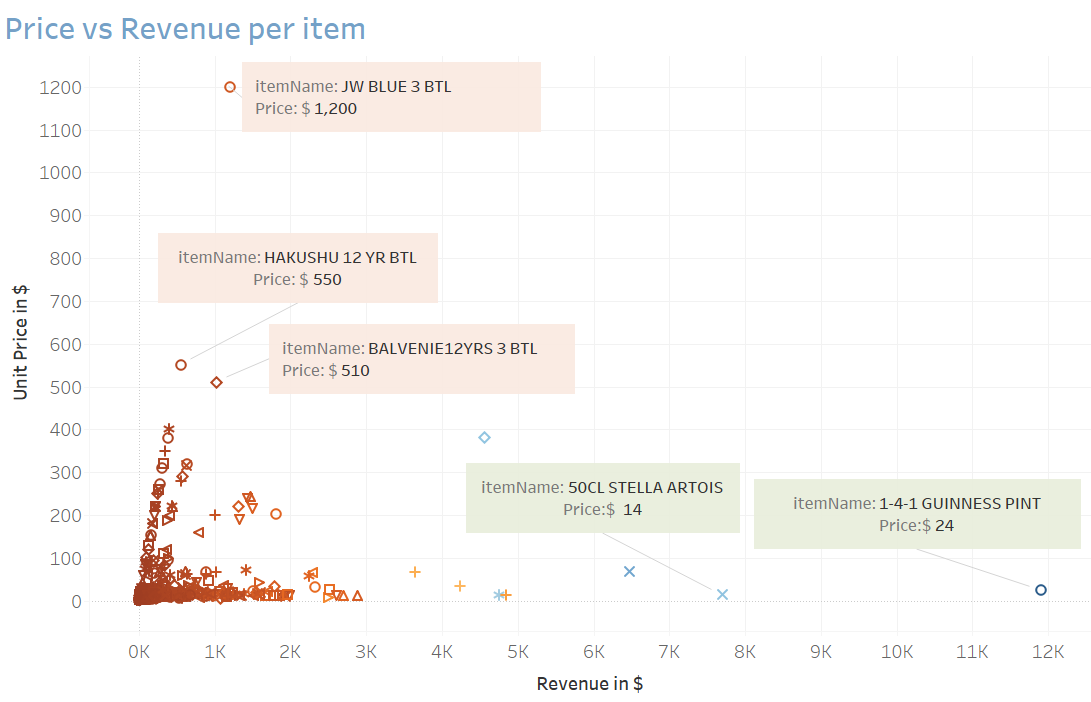 Price vs Revenue per item
1200
itemName: JW BLUE 3 BTL
Price: $ 1,200
1100
1000
900
800
itemName: HAKUSHU 12 YR BTL
Price: $ 550
700
600
itemName: BALVENIE12YRS 3 BTL
Price: $ 510
500
400
300
itemName: 50CL STELLA ARTOIS
Price:$ 14
itemName: 1-4-1 GUINNESS PINT
Price:$ 24
200
100
0
Unit Price in $
0K 1K 2K 3K 4K 5K 6K 7K 8K 9K 10K 11K 12K
Revenue in $